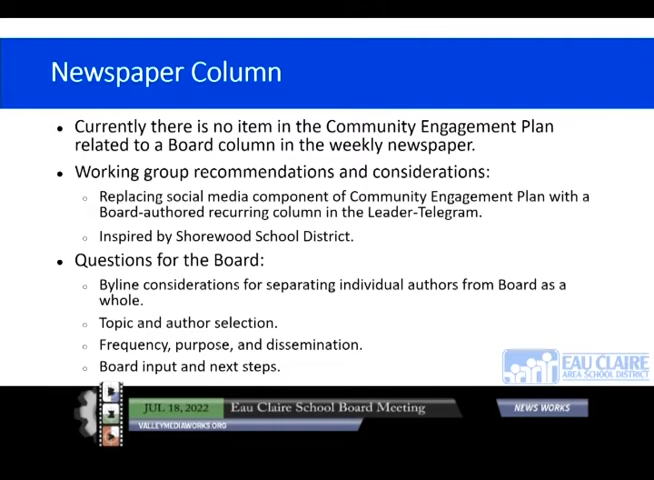 Newspaper Column
• Currently there is no item in the Community Engagement Plan
related to a Board column in the weekly newspaper.
• Working group recommendations and considerations:
○ Replacing social media component of Community Engagement Plan with a
Board-authored recurring column in the Leader-Telegram.
○ Inspired by Shorewood School District.
• Questions for the Board:
○ Byline considerations for separating individual authors from Board as a
whole.
○ Topic and author selection.
○ Frequency, purpose, and dissemination.
○ Board input and next steps.
EAU CLAIRE
AREA SCHOOL DISTRICT
JUL 18, 2022 Eau Claire School Board Meeting NEWS WORKS
VALLEYMEDIAWORKS.ORG